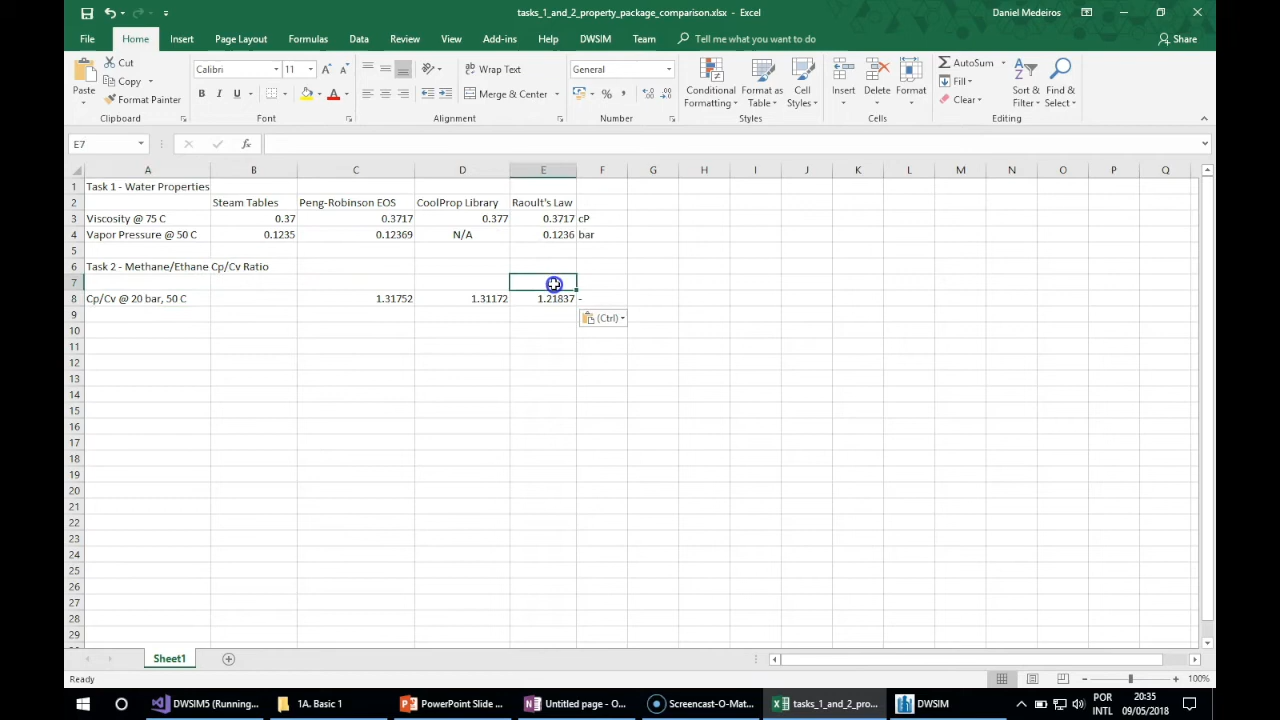 tasks_1_and_2_property_package_comparison.xlsx - Excel
Daniel Medeiros
File Home Insert Page Layout Formulas Data Review View Add-ins Help DWSIM Team Tell me what you want to do Share
Paste
Cut
Copy
Format Painter
Clipboard
Calibri 11
B I U
Font
Wrap Text
Merge & Center
Alignment
General
%
Number
Conditional Formatting
Format as Table
Cell Styles
Styles
Insert Delete Format
Cells
AutoSum
Fill
Clear
Sort & Filter
Find & Select
Editing
E7 fx
A B C D E F G H I J K L M N O P Q
1 Task 1 - Water Properties
2 Steam Tables Peng-Robinson EOS CoolProp Library Raoult's Law
3 Viscosity @ 75 C 0.37 0.3717 0.377 0.3717 cP
4 Vapor Pressure @ 50 C 0.1235 0.12369 N/A 0.1236 bar
5
6 Task 2 - Methane/Ethane Cp/Cv Ratio
7
8 Cp/Cv @ 20 bar, 50 C 1.31752 1.31172 1.21837 -
9
(Ctrl)
10
11
12
13
14
15
16
17
18
19
20
21
22
23
24
25
26
27
28
29
Sheet1
Ready
100%
DWSIM5 (Running... 1A. Basic 1 PowerPoint Slide ... Untitled page - O... Screencast-O-Mat... tasks_1_and_2_pro... DWSIM
POR
INTL
20:35
09/05/2018